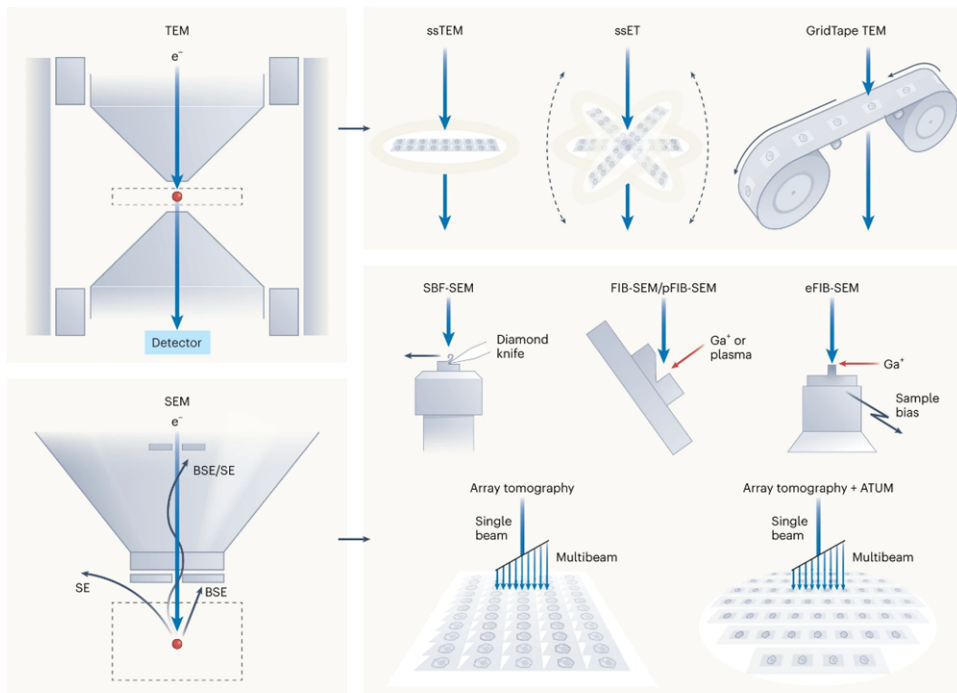 TEM
e⁻
Detector
ssTEM
ssET
GridTape TEM
SEM
e⁻
BSE/SE
SE
BSE
SBF-SEM
Diamond
knife
FIB-SEM/pFIB-SEM
Ga⁺ or
plasma
eFIB-SEM
Ga⁺
Sample
bias
Array tomography
Single
beam
Multibeam
Array tomography + ATUM
Single
beam
Multibeam